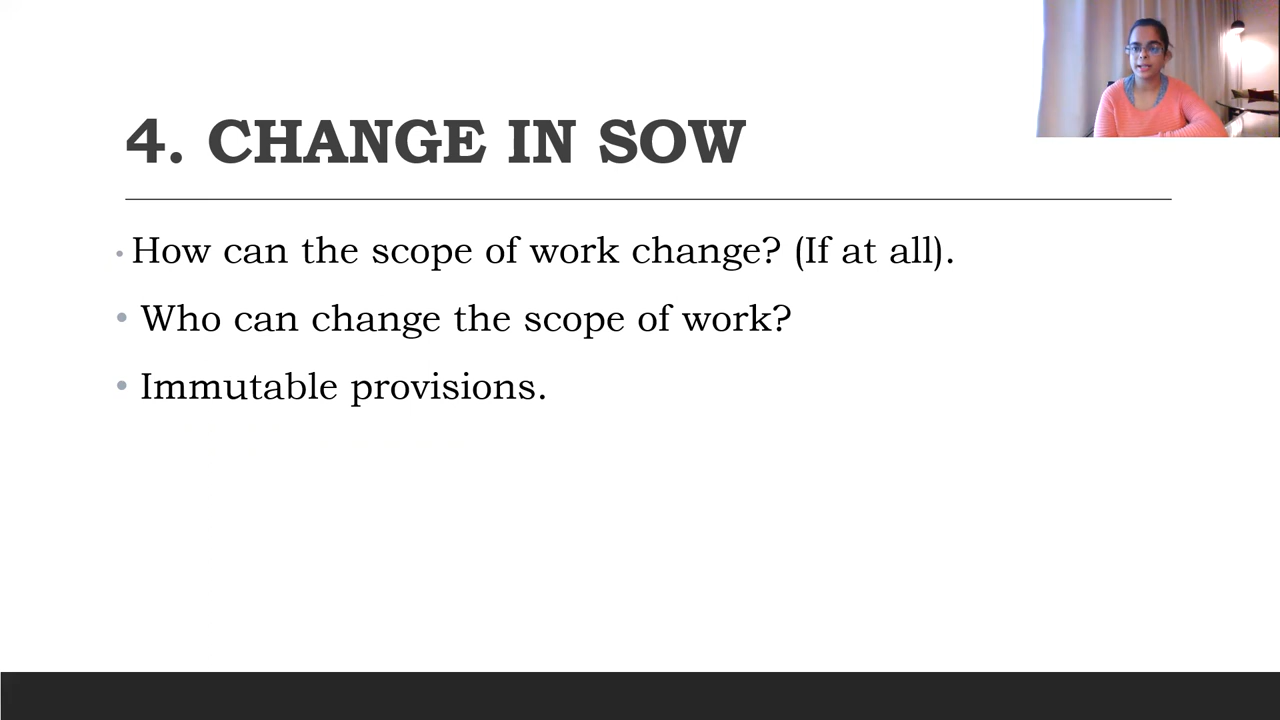 4. CHANGE IN SOW
• How can the scope of work change? (If at all).
• Who can change the scope of work?
• Immutable provisions.